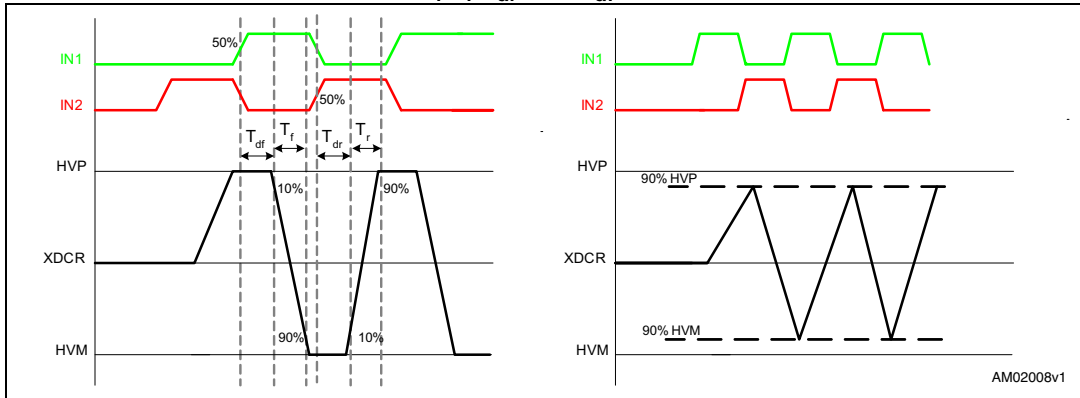 50%
IN1
IN2
50%
Tdf
Tf
Tdr
Tr
HVP
10%
90%
XDCR
90%
10%
HVM
IN1
IN2
HVP
90% HVP
XDCR
90% HVM
HVM
AM02008v1